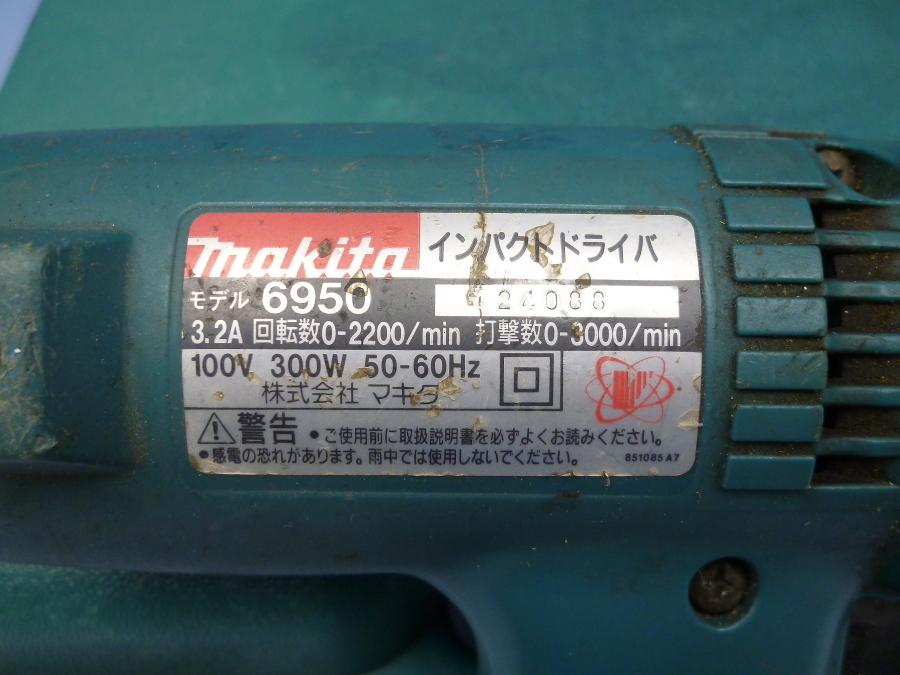 makita インパクトドライバ
モデル 6950 124088
3.2A 回転数0-2200/min 打撃数0-3000/min
100V 300W 50-60Hz
株式会社 マキタ
警告 ●ご使用前に取扱説明書を必ずよくお読みください。
●感電の恐れがあります。雨中では使用しないでください。
851085A7